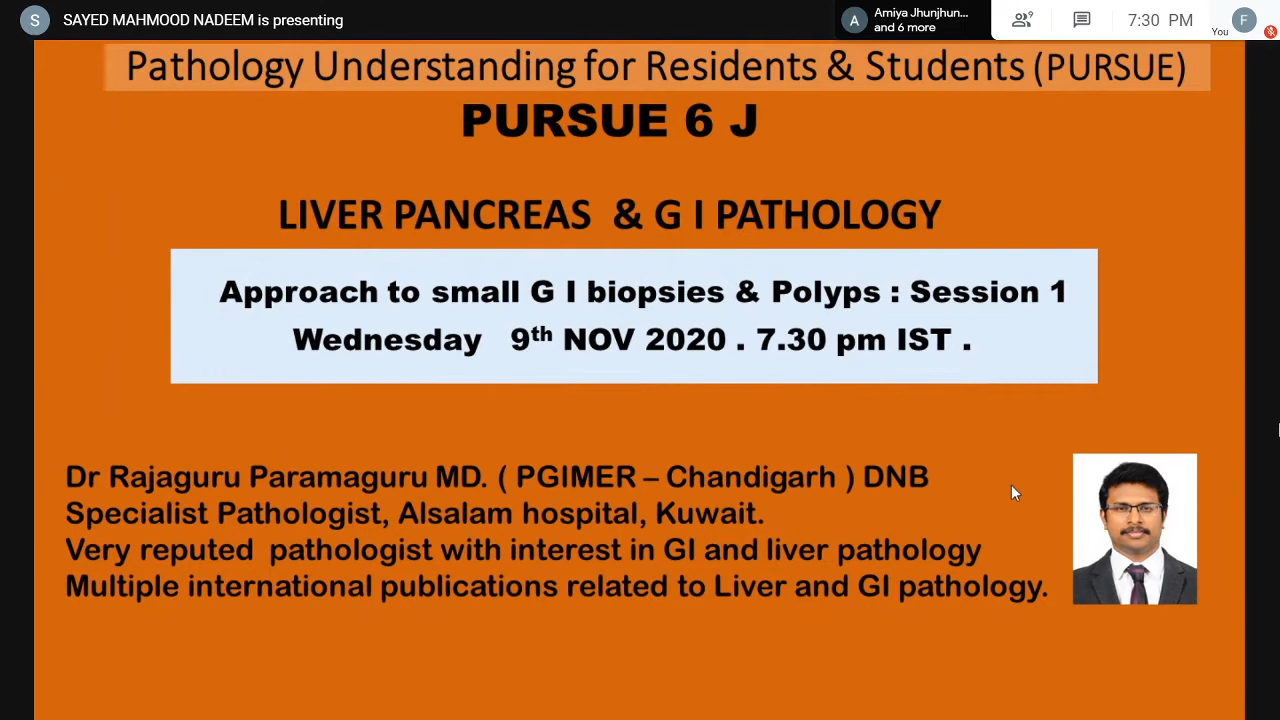 S SAYED MAHMOOD NADEEM is presenting
A Amiya Jhunjhun...
and 6 more
9
7:30 PM
You F
Pathology Understanding for Residents & Students (PURSUE)
PURSUE 6 J
LIVER PANCREAS & G I PATHOLOGY
Approach to small G I biopsies & Polyps : Session 1
Wednesday 9th NOV 2020 . 7.30 pm IST .
Dr Rajaguru Paramaguru MD. ( PGIMER – Chandigarh ) DNB
Specialist Pathologist, Alsalam hospital, Kuwait.
Very reputed pathologist with interest in GI and liver pathology
Multiple international publications related to Liver and GI pathology.